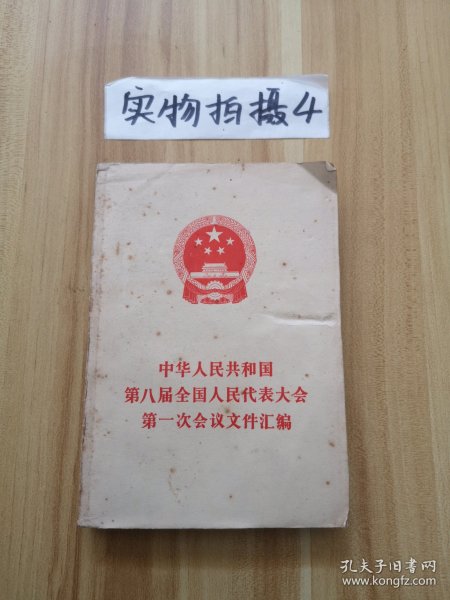 实物拍摄4
中华人民共和国
第八届全国人民代表大会
第一次会议文件汇编
孔夫子旧书网
www.kongfz.com